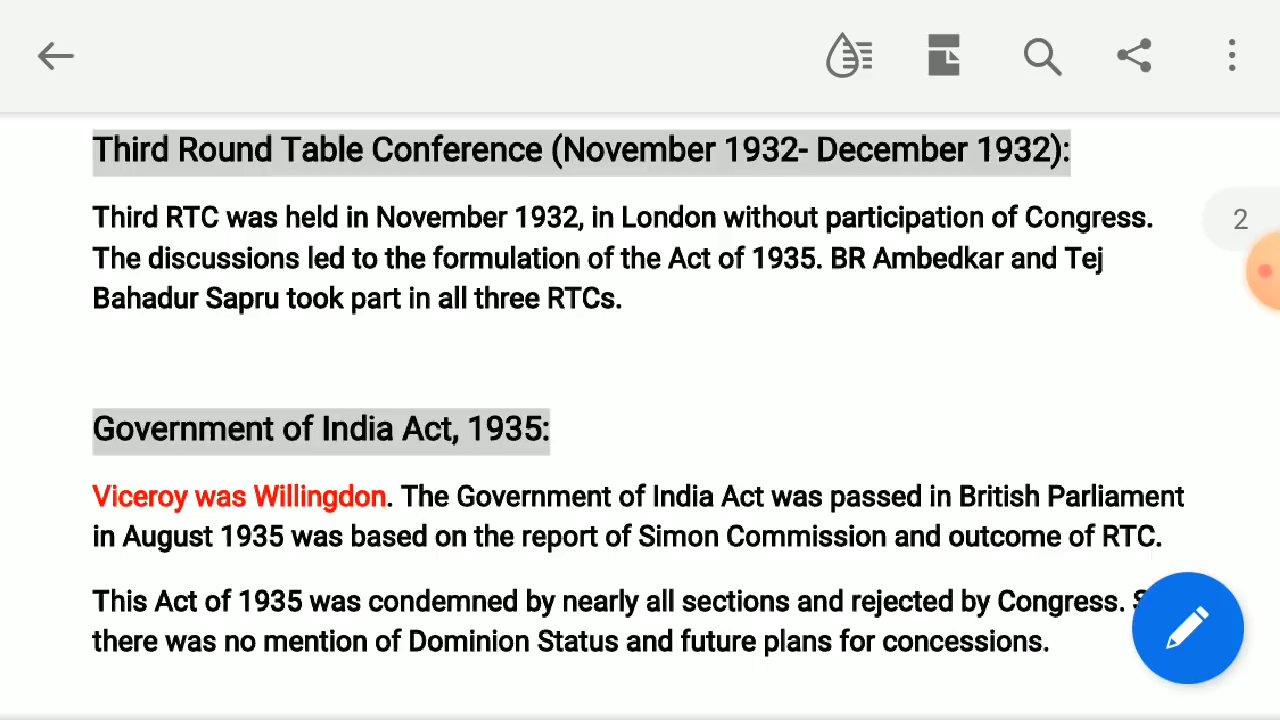 Third Round Table Conference (November 1932- December 1932):
Third RTC was held in November 1932, in London without participation of Congress.
2
The discussions led to the formulation of the Act of 1935. BR Ambedkar and Tej
Bahadur Sapru took part in all three RTCs.
Government of India Act, 1935:
Viceroy was Willingdon. The Government of India Act was passed in British Parliament
in August 1935 was based on the report of Simon Commission and outcome of RTC.
This Act of 1935 was condemned by nearly all sections and rejected by Congress.
there was no mention of Dominion Status and future plans for concessions.